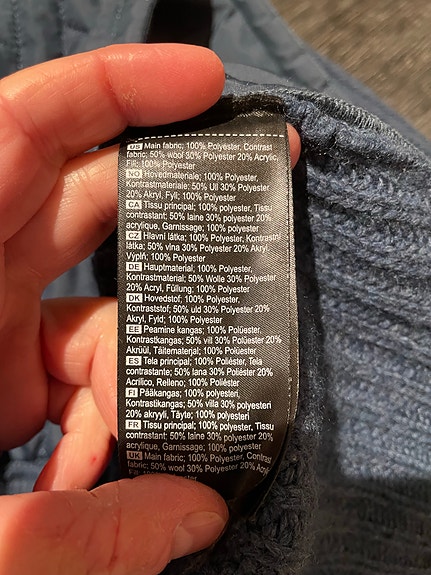 US Main fabric; 100% Polyester, Contrast
fabric; 50% wool 30% Polyester 20% Acrylic,
Fill; 100% Polyester
NO Hovedmateriale; 100% Polyester,
Kontrastmateriale; 50% Ull 30% Polyester
20% Akryl, Fyll; 100% Polyester
CA Tissu principal; 100% polyester, Tissu
contrastant: 50% laine 30% polyester 20%
acrylique, Garnissage: 100% polyester
CZ Hlavní látka; 100% Polyester, Kontrastní
látka; 50% vlna 30% Polyester 20% Akryl
Výplň; 100% Polyester
DE Hauptmaterial; 100% Polyester,
Kontrastmaterial; 50% Wolle 30% Polyester
20% Acryl, Füllung; 100% Polyester
DK Hovedstof; 100% Polyester,
Kontraststof; 50% uld 30% Polyester 20%
Akryl, Fyld; 100% Polyester
EE Peamine kangas; 100% Polüester,
Kontrastkangas; 50% vill 30% Polüester 20%
Akrüül, Täitematerjal; 100% Polüester
ES Tela principal; 100% Poliéster, Tela
contrastante; 50% lana 30% Poliéster 20%
Acrilico, Relleno; 100% Poliéster
FI Pääkangas; 100% polyesteri
Kontrastikangas; 50% villa 30% polyesteri
20% akryyli, Täyte; 100% polyesteri
FR Tissu principal; 100% polyester, Tissu
contrastant: 50% laine 30% polyester 20%
acrylique, Garnissage: 100% polyester
UK Main fabric; 100% Polyester, Contrast
fabric; 50% wool 30% Polyester 20% Acrylic
Fill